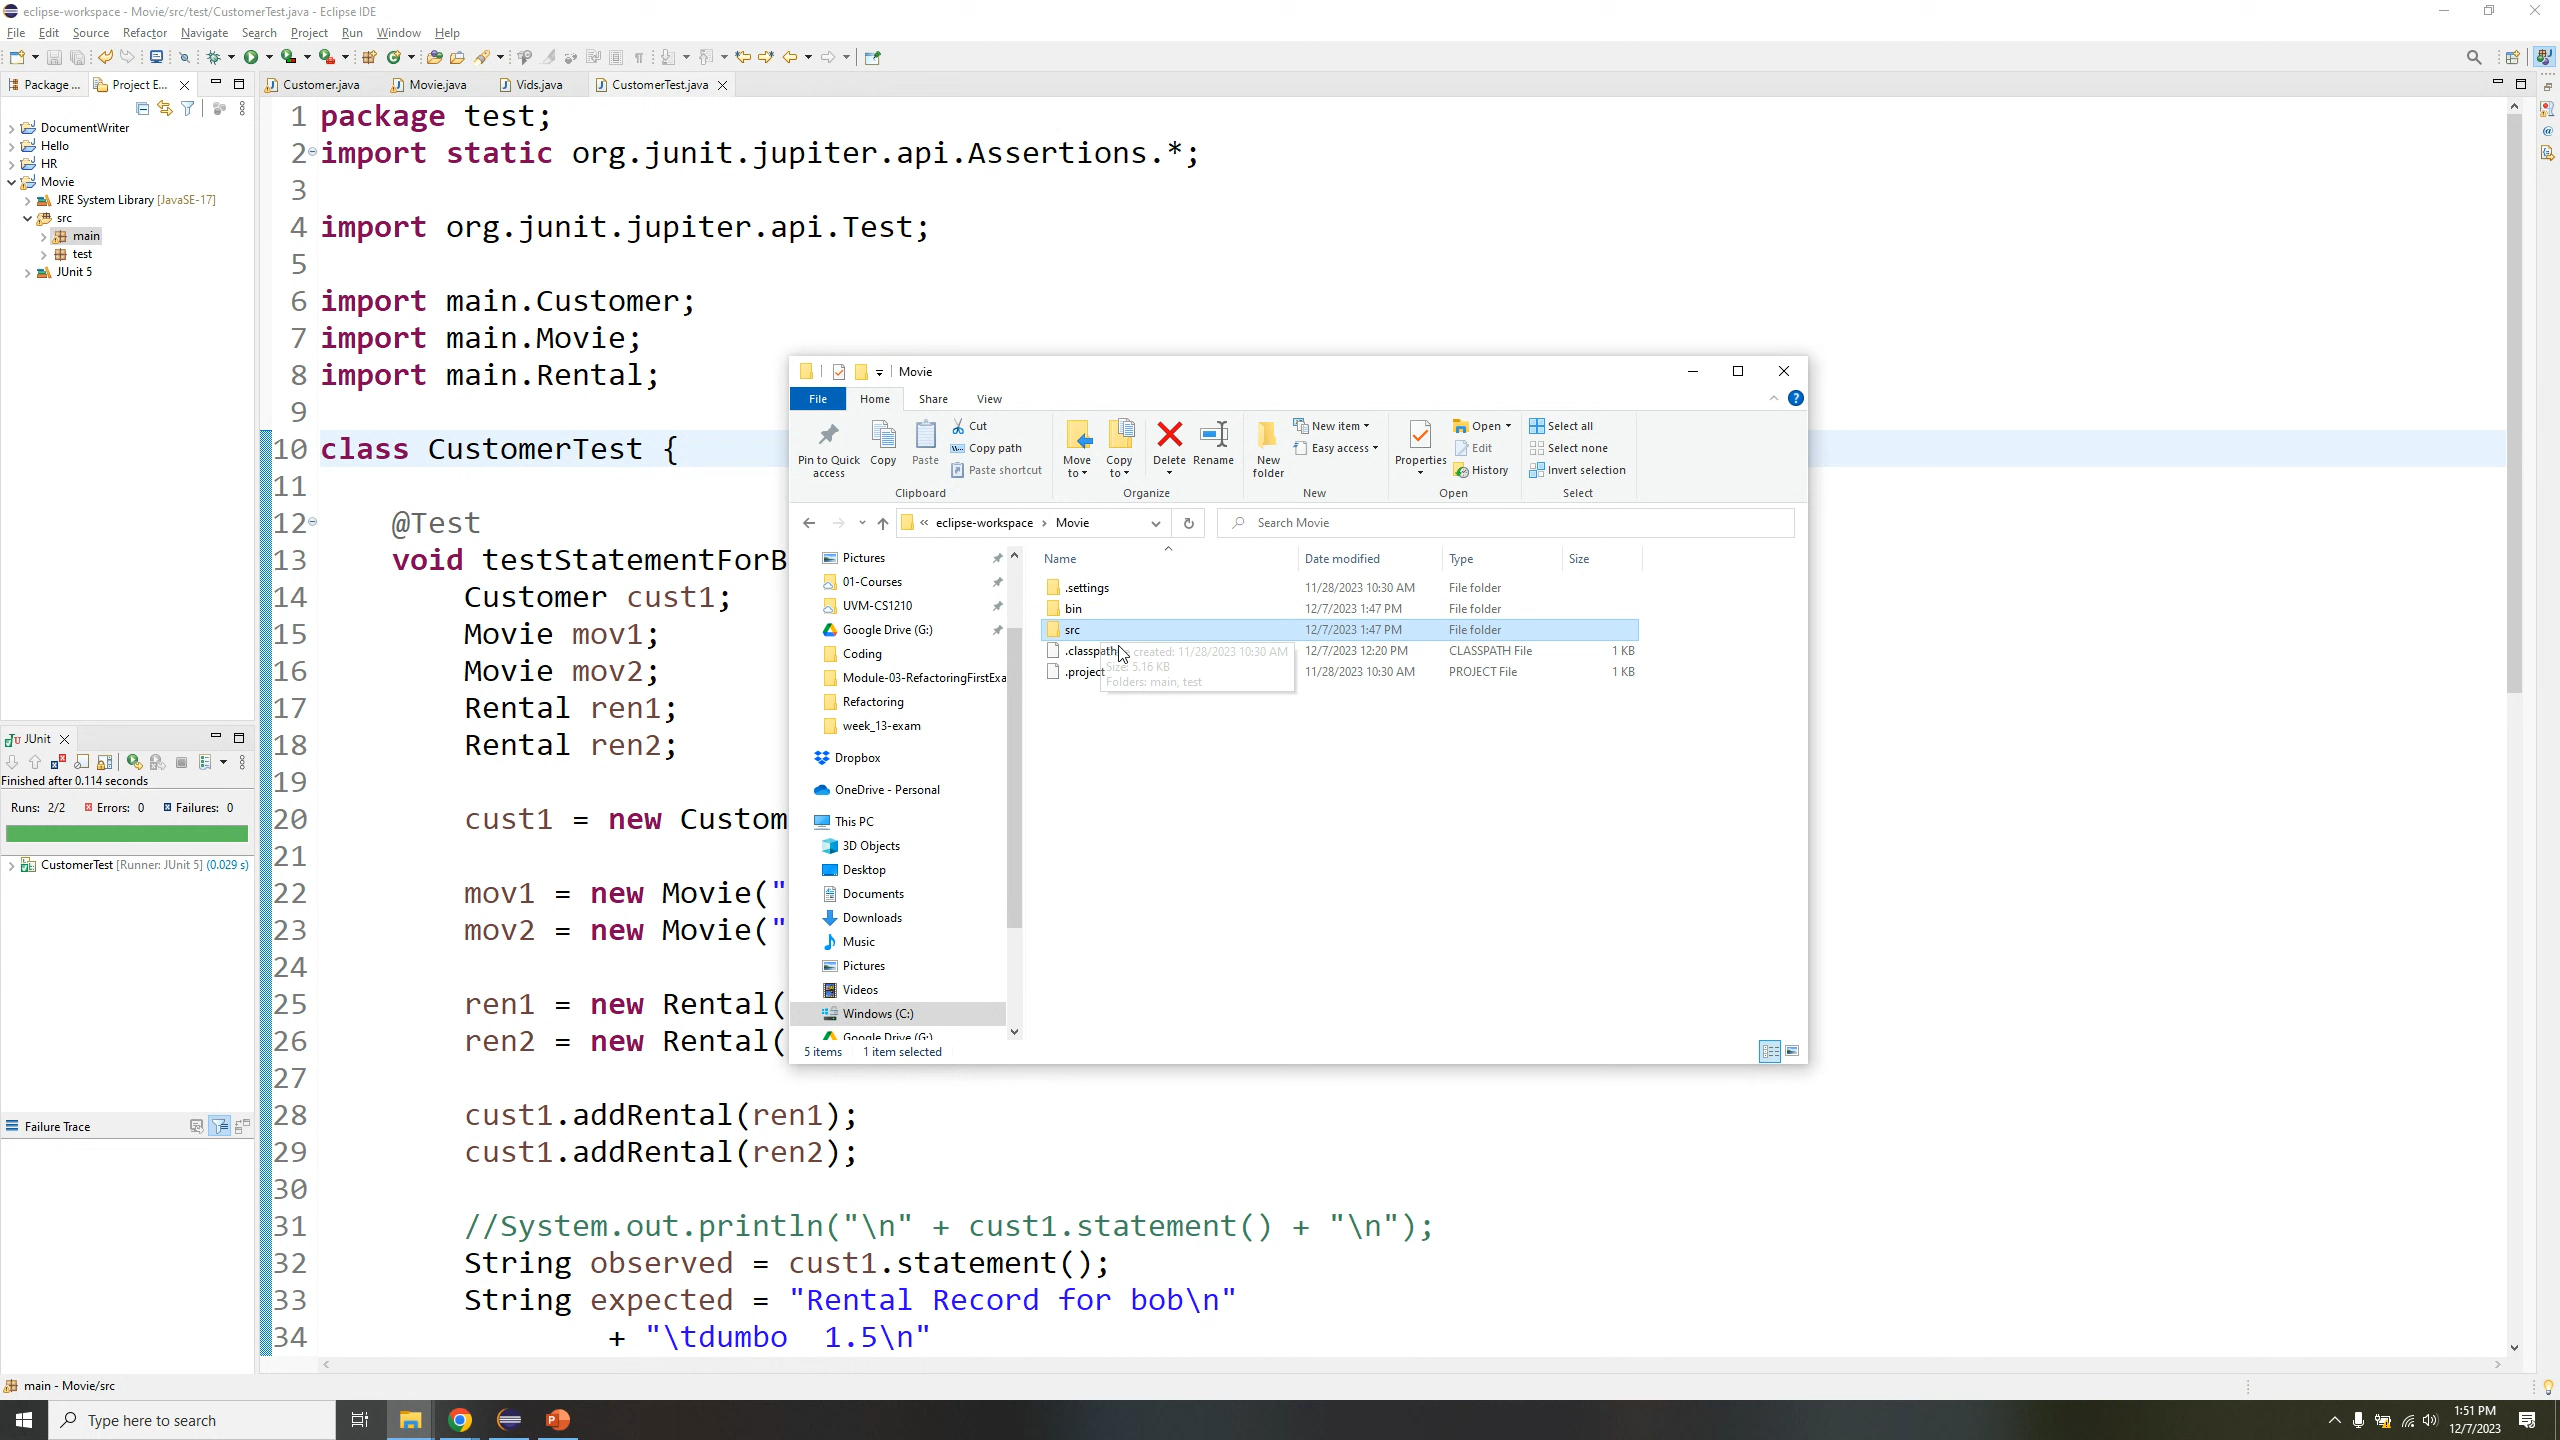 eclipse-workspace - Movie/src/test/CustomerTest.java - Eclipse IDE
File Edit Source Refactor Navigate Search Project Run Window Help
Package ... Project E... Customer.java Movie.java Vids.java CustomerTest.java
DocumentWriter
Hello
HR
Movie
JRE System Library [JavaSE-17]
src
main
test
JUnit 5
JUnit
Finished after 0.114 seconds
Runs: 2/2 Errors: 0 Failures: 0
CustomerTest [Runner: JUnit 5] (0.029 s)
Failure Trace
1 package test;
2 import static org.junit.jupiter.api.Assertions.*;
3
4 import org.junit.jupiter.api.Test;
5
6 import main.Customer;
7 import main.Movie;
8 import main.Rental;
9
10 class CustomerTest {
11
12 @Test
13 void testStatementForB
14 Customer cust1;
15 Movie mov1;
16 Movie mov2;
17 Rental ren1;
18 Rental ren2;
19
20 cust1 = new Custom
21
22 mov1 = new Movie("
23 mov2 = new Movie("
24
25 ren1 = new Rental(
26 ren2 = new Rental(
27
28 cust1.addRental(ren1);
29 cust1.addRental(ren2);
30
31 //System.out.println("\n" + cust1.statement() + "\n");
32 String observed = cust1.statement();
33 String expected = "Rental Record for bob\n"
34 + "\tdumbo 1.5\n"
Movie
File Home Share View
Pin to Quick access
Copy
Paste
Cut
Copy path
Paste shortcut
Clipboard
Move to
Copy to
Delete
Rename
Organize
New folder
New item
Easy access
New
Properties
Open
Edit
History
Open
Select all
Select none
Invert selection
Select
« eclipse-workspace › Movie
Search Movie
Pictures
01-Courses
UVM-CS1210
Google Drive (G:)
Coding
Module-03-RefactoringFirstExa
Refactoring
week_13-exam
Dropbox
OneDrive - Personal
This PC
3D Objects
Desktop
Documents
Downloads
Music
Pictures
Videos
Windows (C:)
Google Drive (G:)
Name Date modified Type Size
.settings 11/28/2023 10:30 AM File folder
bin 12/7/2023 1:47 PM File folder
src 12/7/2023 1:47 PM File folder
.classpath 12/7/2023 12:20 PM CLASSPATH File 1 KB
.project 11/28/2023 10:30 AM PROJECT File 1 KB
created: 11/28/2023 10:30 AM
Size: 5.16 KB
Folders: main, test
5 items 1 item selected
main - Movie/src
Type here to search
1:51 PM
12/7/2023